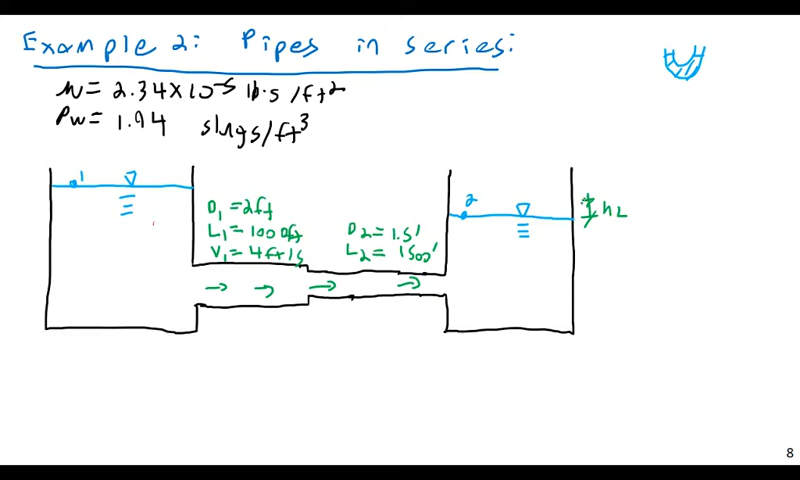 Example 2: Pipes in series:
μ = 2.34×10⁻⁵ lb·s/ft²
ρw = 1.94 slugs/ft³
1
D₁ = 2ft
L₁ = 1000ft
V₁ = 4ft/s
D₂ = 1.5'
L₂ = 1500'
2
hL
8